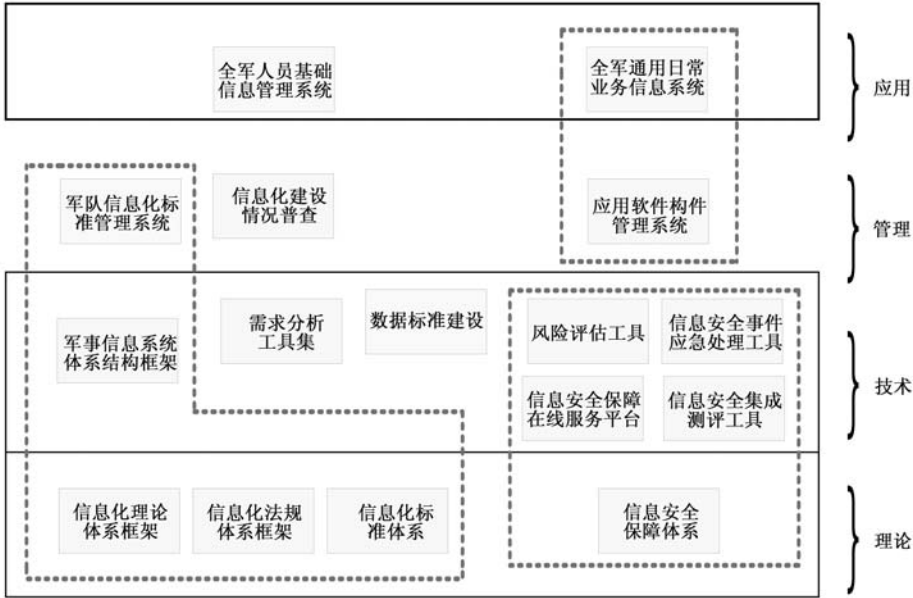 全军人员基础
信息管理系统
全军通用日常
业务信息系统
应用
军队信息化标
准管理系统
信息化建设
情况普查
应用软件构件
管理系统
管理
军事信息系统
体系结构框架
需求分析
工具集
数据标准建设
风险评估工具
信息安全事件
应急处理工具
信息安全保障
在线服务平台
信息安全集成
测评工具
技术
信息化理论
体系框架
信息化法规
体系框架
信息化标
准体系
信息安全
保障体系
理论